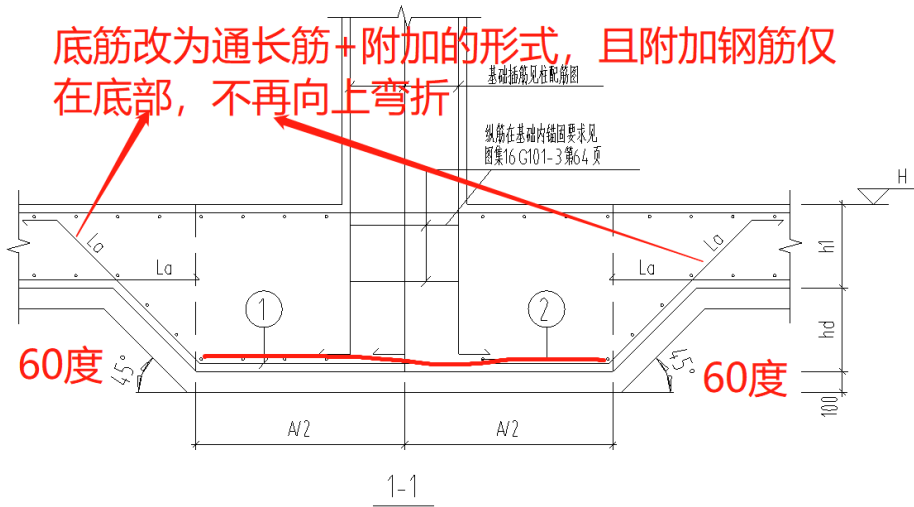 底筋改为通长筋+附加的形式，且附加钢筋仅
在底部，不再向上弯折
基础插筋见柱配筋图
纵筋在基础内锚固要求见
图集16G101-3第64页
H
La
La
h1
La
La
1
2
hd
60度
45°
45°
60度
100
A/2
A/2
1-1